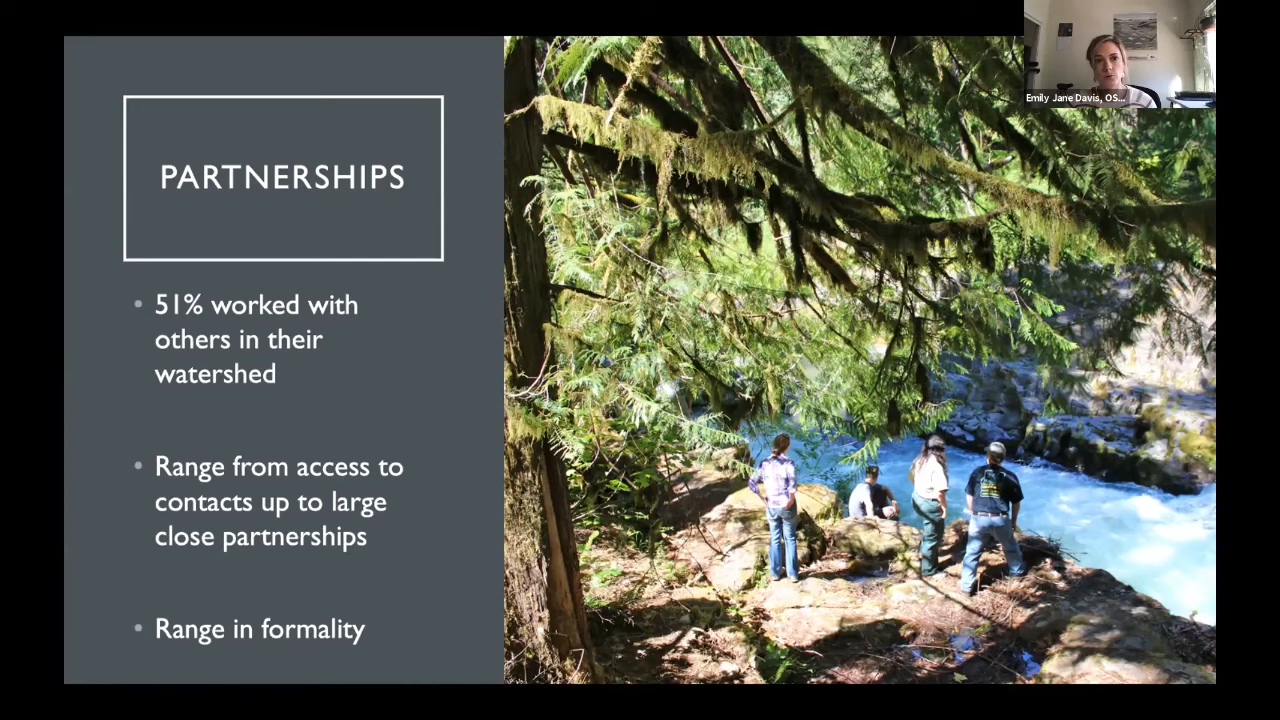 Emily Jane Davis, OS...
PARTNERSHIPS
• 51% worked with
others in their
watershed
• Range from access to
contacts up to large
close partnerships
• Range in formality